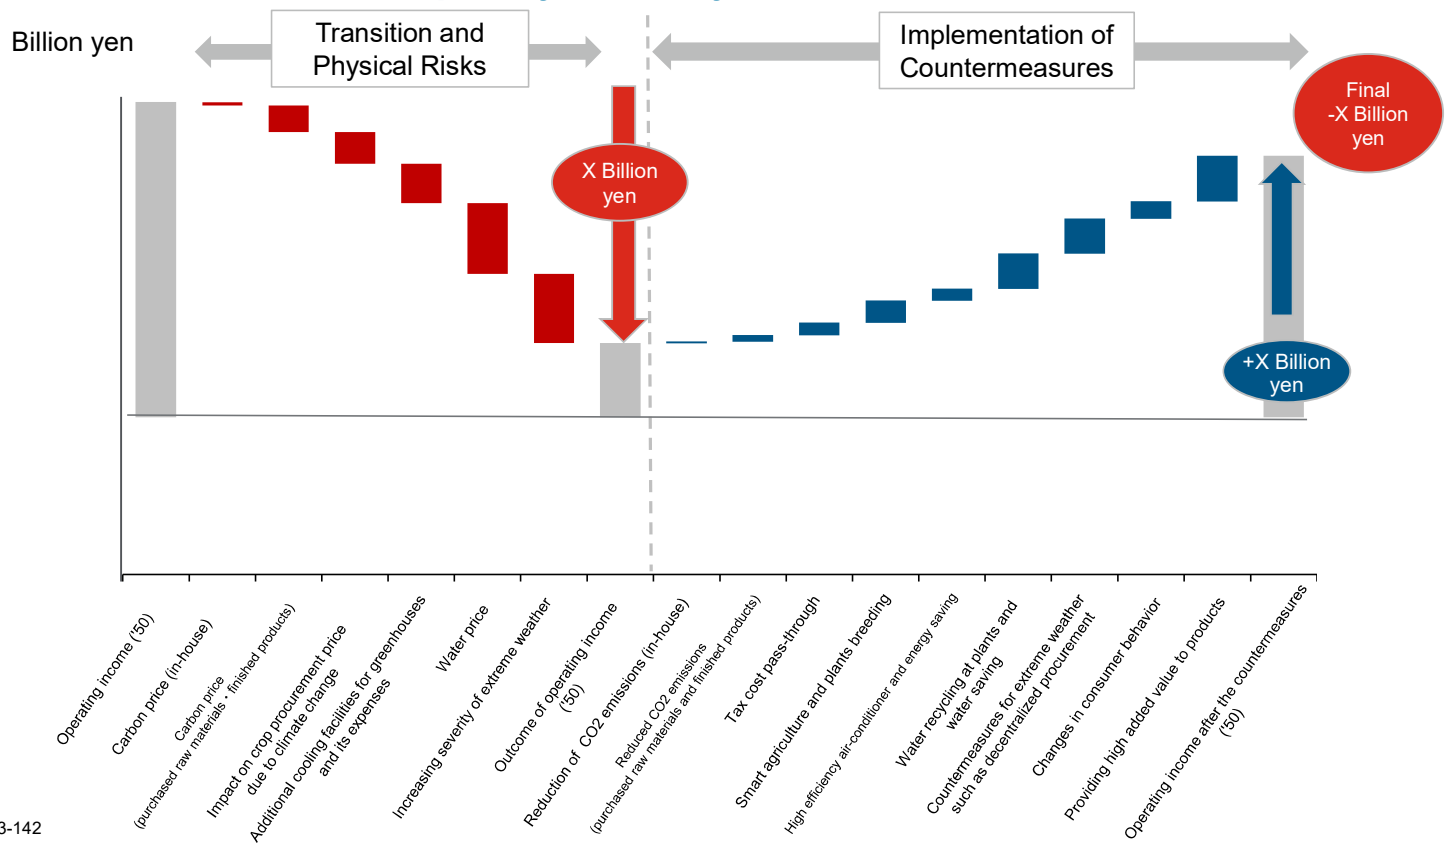 Billion yen
Transition and
Physical Risks
Implementation of
Countermeasures
Final
-X Billion
yen
X Billion
yen
+X Billion
yen
Operating income ('50)
Carbon price (in-house)
Carbon price
(purchased raw materials・finished products)
Impact on crop procurement price
due to climate change
Additional cooling facilities for greenhouses
and its expenses
Water price
Increasing severity of extreme weather
Outcome of operating income
('50)
Reduction of CO2 emissions (in-house)
Reduced CO2 emissions
(purchased raw materials and finished products)
Tax cost pass-through
Smart agriculture and plants breeding
High efficiency air-conditioner and energy saving
Water recycling at plants and
water saving
Countermeasures for extreme weather
such as decentralized procurement
Changes in consumer behavior
Providing high added value to products
Operating income after the countermeasures
('50)
3-142